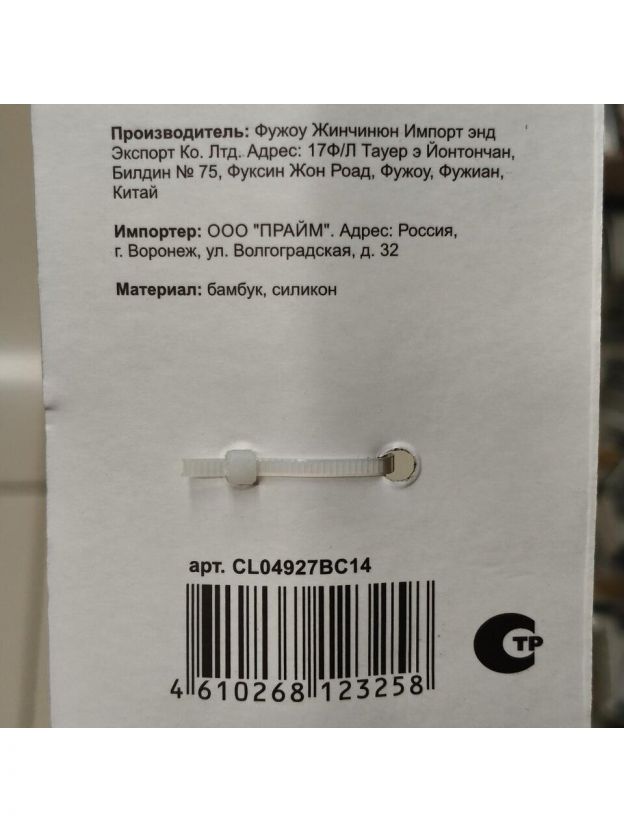 Производитель: Фужоу Жинчинюн Импорт энд
Экспорт Ко. Лтд. Адрес: 17Ф/Л Тауер э Йонтончан,
Билдин № 75, Фуксин Жон Роад, Фужоу, Фужиан,
Китай
Импортер: ООО "ПРАЙМ". Адрес: Россия,
г. Воронеж, ул. Волгоградская, д. 32
Материал: бамбук, силикон
арт. CL04927BC14
4 610268 123258
СТР